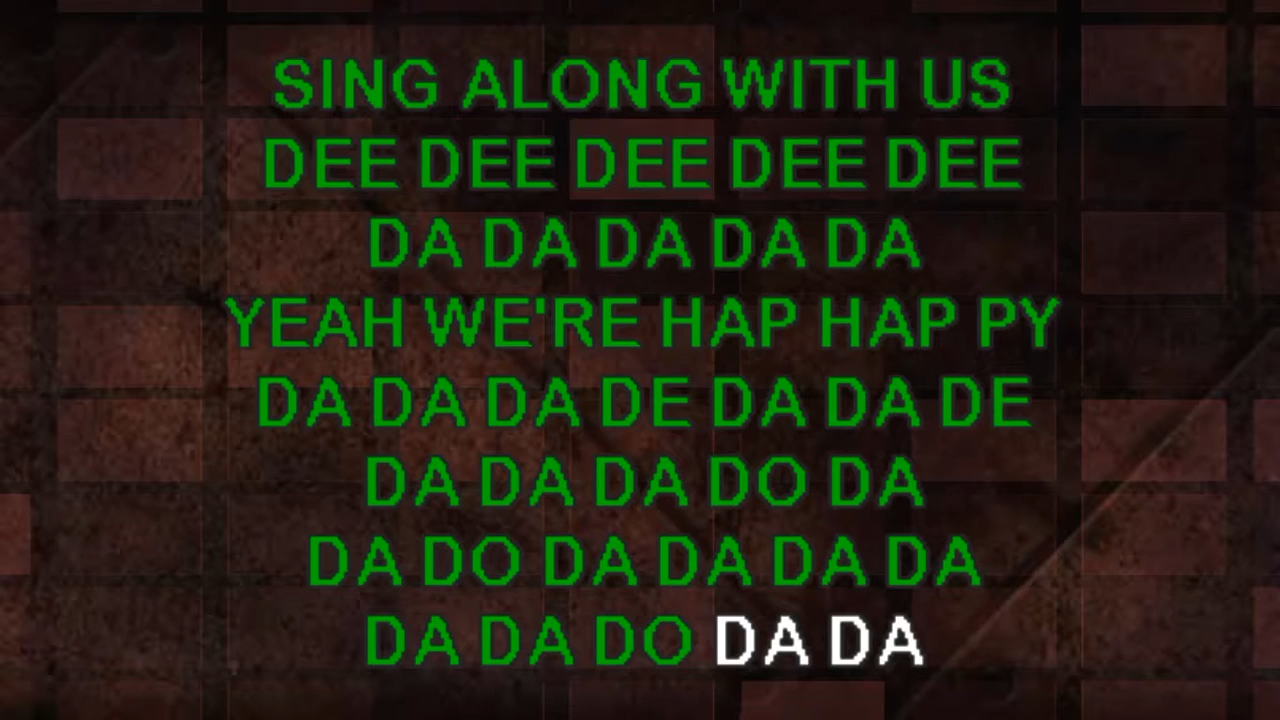 SING ALONG WITH US
DEE DEE DEE DEE DEE
DA DA DA DA DA
YEAH WE'RE HAP HAP PY
DA DA DA DE DA DA DE
DA DA DA DO DA
DA DO DA DA DA DA
DA DA DO DA DA